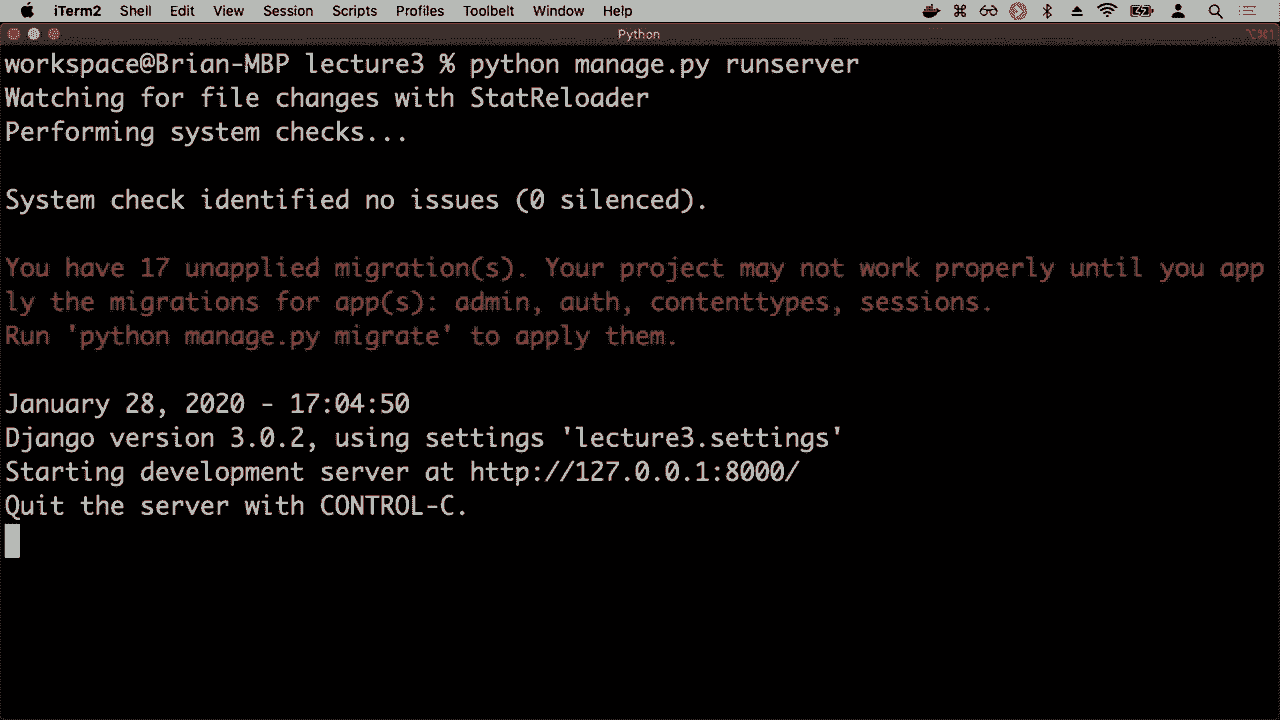 iTerm2 Shell Edit View Session Scripts Profiles Toolbelt Window Help
Python
workspace@Brian-MBP lecture3 % python manage.py runserver
Watching for file changes with StatReloader
Performing system checks...
System check identified no issues (0 silenced).
You have 17 unapplied migration(s). Your project may not work properly until you app
ly the migrations for app(s): admin, auth, contenttypes, sessions.
Run 'python manage.py migrate' to apply them.
January 28, 2020 - 17:04:50
Django version 3.0.2, using settings 'lecture3.settings'
Starting development server at http://127.0.0.1:8000/
Quit the server with CONTROL-C.